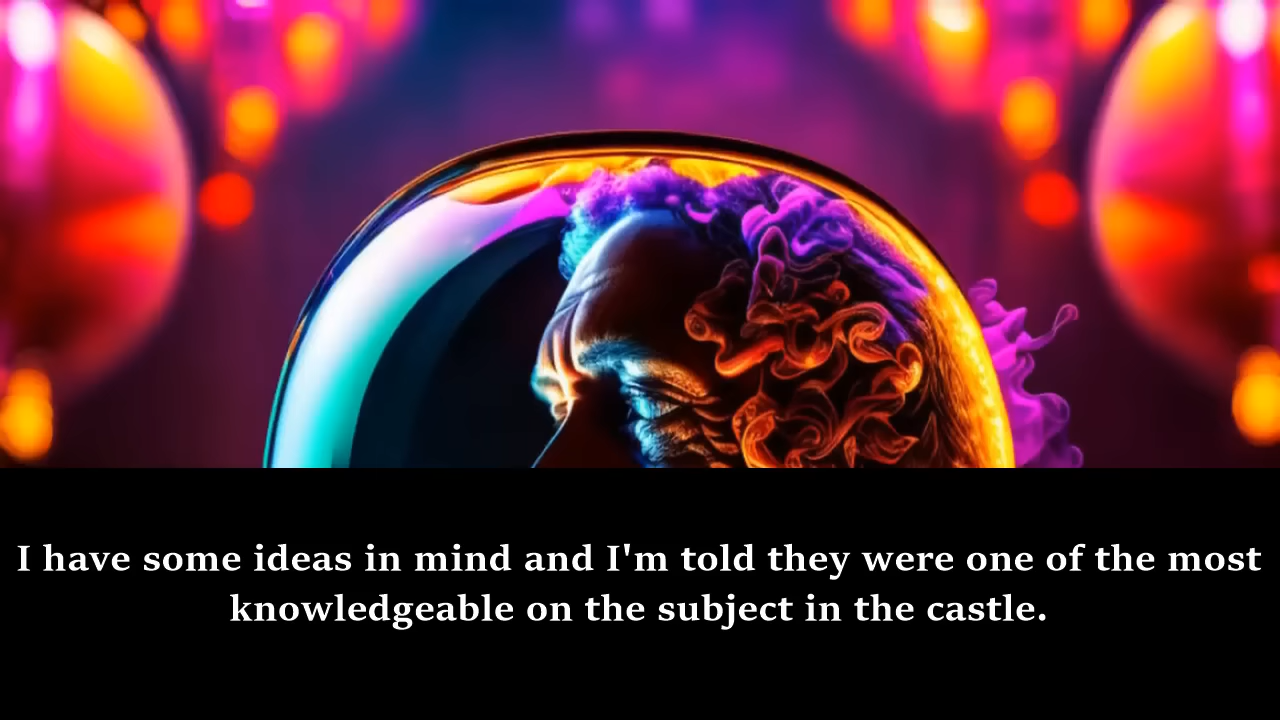 I have some ideas in mind and I'm told they were one of the most
knowledgeable on the subject in the castle.